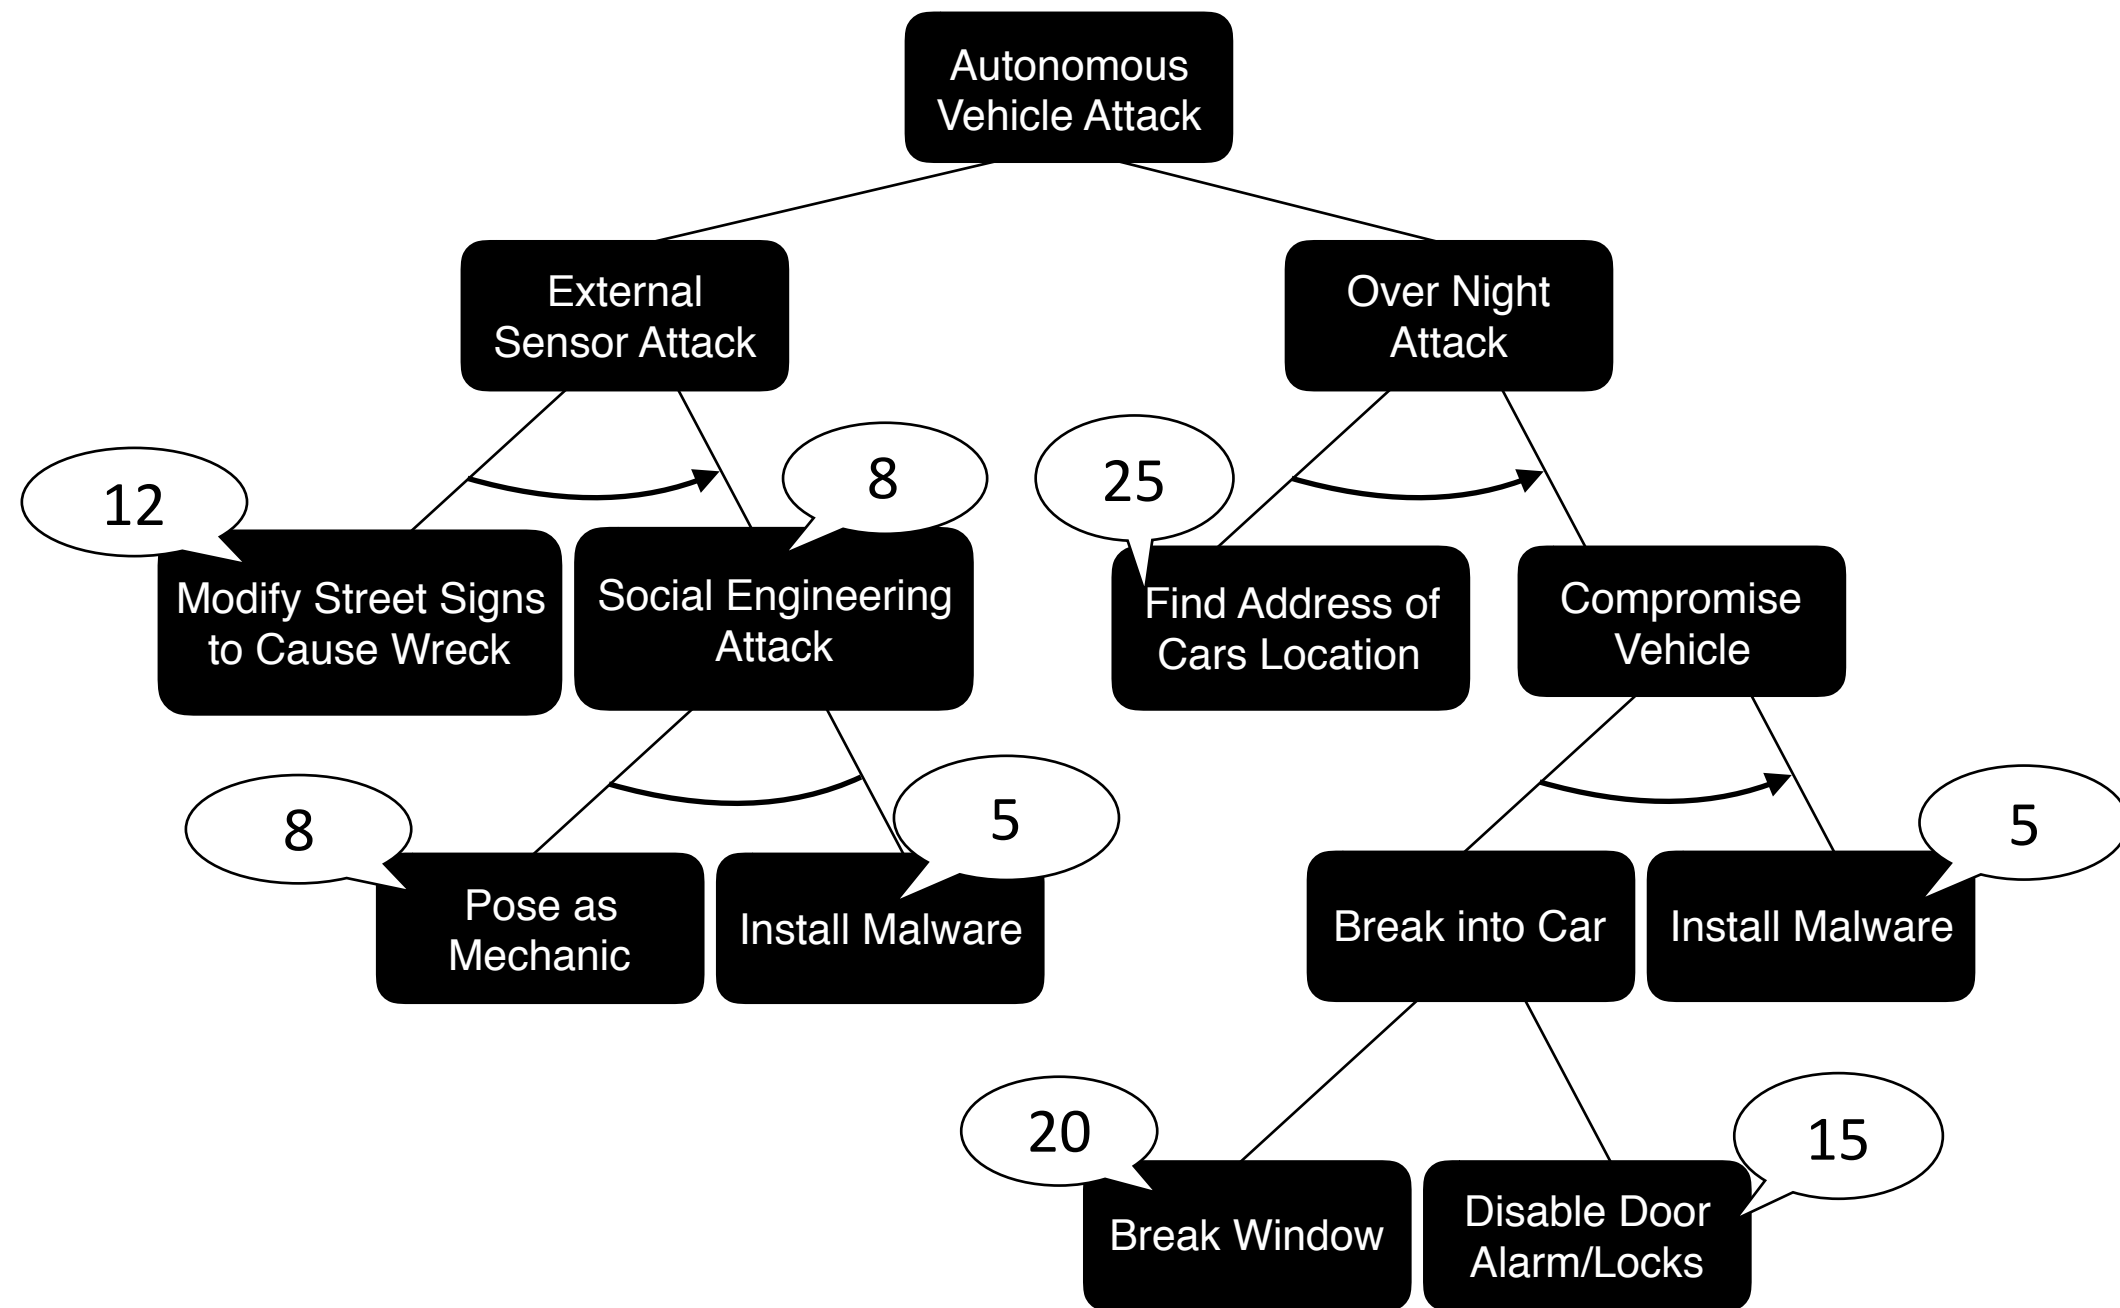 Autonomous
Vehicle Attack
External
Sensor Attack
Over Night
Attack
12
8
25
Modify Street Signs
to Cause Wreck
Social Engineering
Attack
Find Address of
Cars Location
Compromise
Vehicle
8
5
5
Pose as
Mechanic
Install Malware
Break into Car
Install Malware
20
15
Break Window
Disable Door
Alarm/Locks